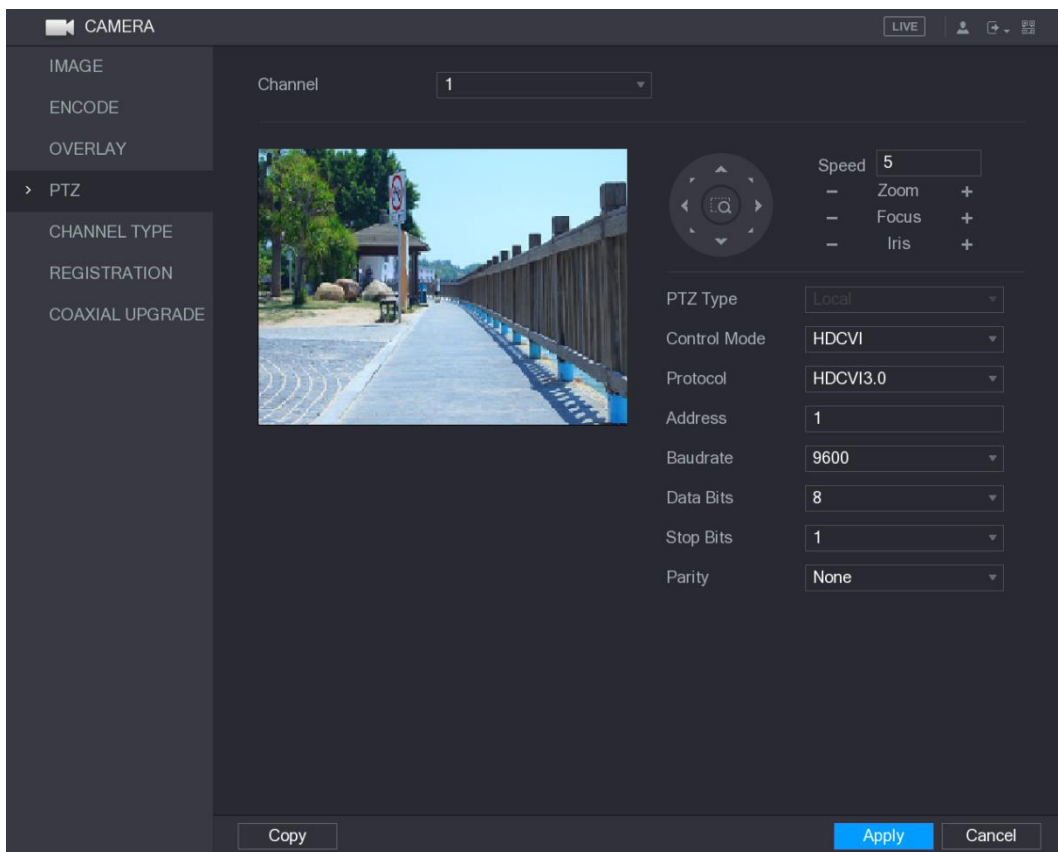 CAMERA
LIVE
IMAGE
ENCODE
OVERLAY
PTZ
CHANNEL TYPE
REGISTRATION
COAXIAL UPGRADE
Channel 1
Speed 5
Zoom
Focus
Iris
PTZ Type Local
Control Mode HDCVI
Protocol HDCVI3.0
Address 1
Baudrate 9600
Data Bits 8
Stop Bits 1
Parity None
Copy
Apply
Cancel